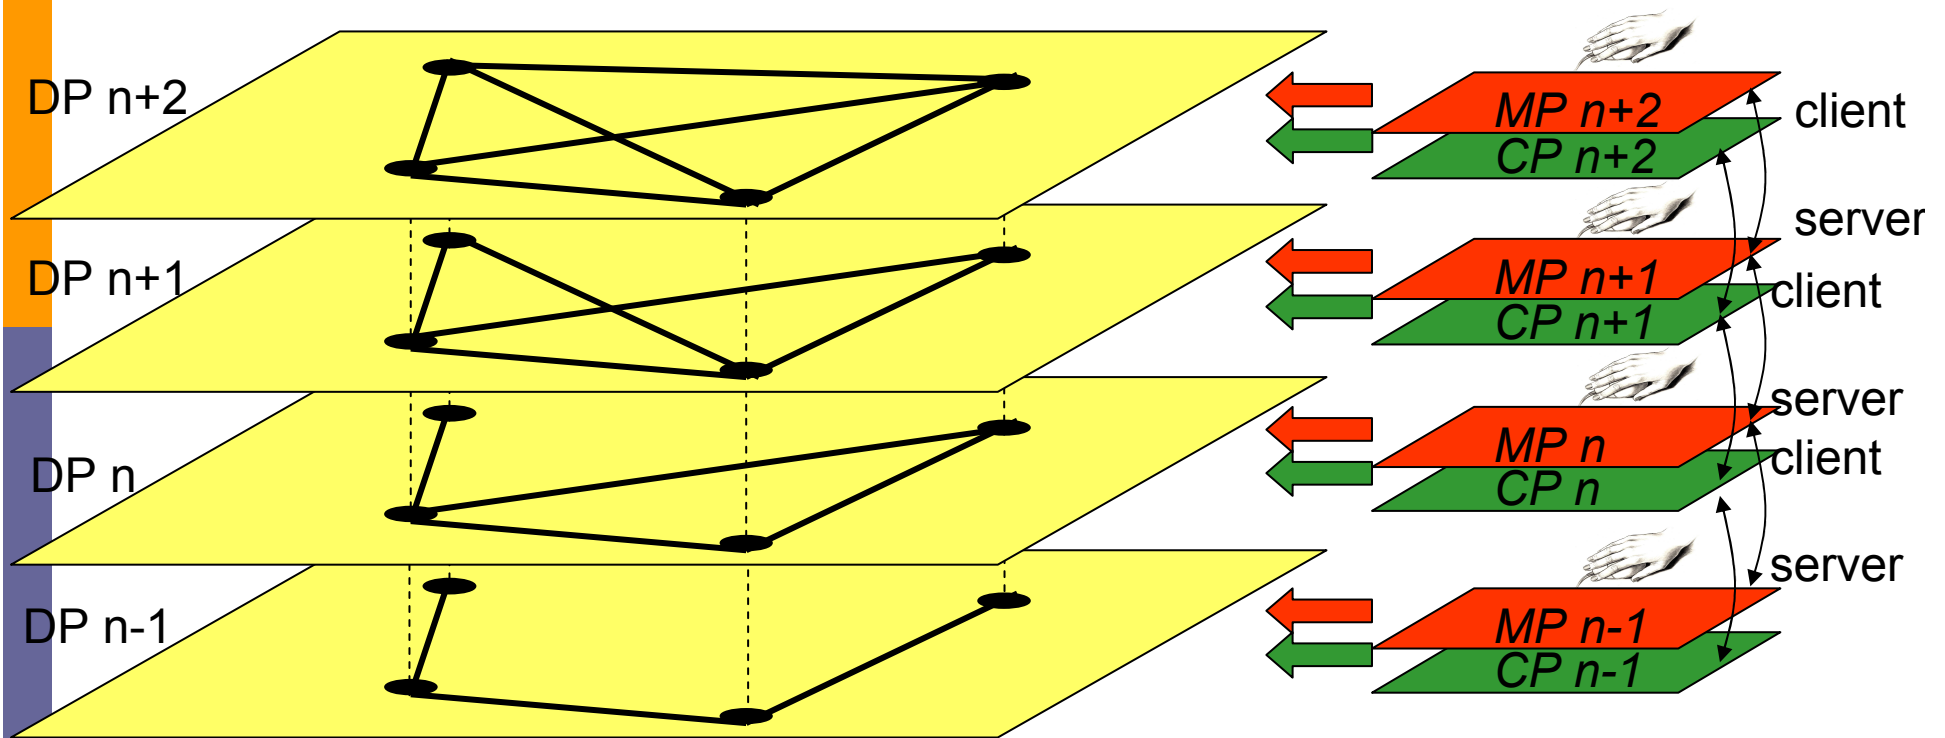 DP n+2
MP n+2
CP n+2
client
server
DP n+1
MP n+1
CP n+1
client
server
DP n
MP n
CP n
client
server
DP n-1
MP n-1
CP n-1